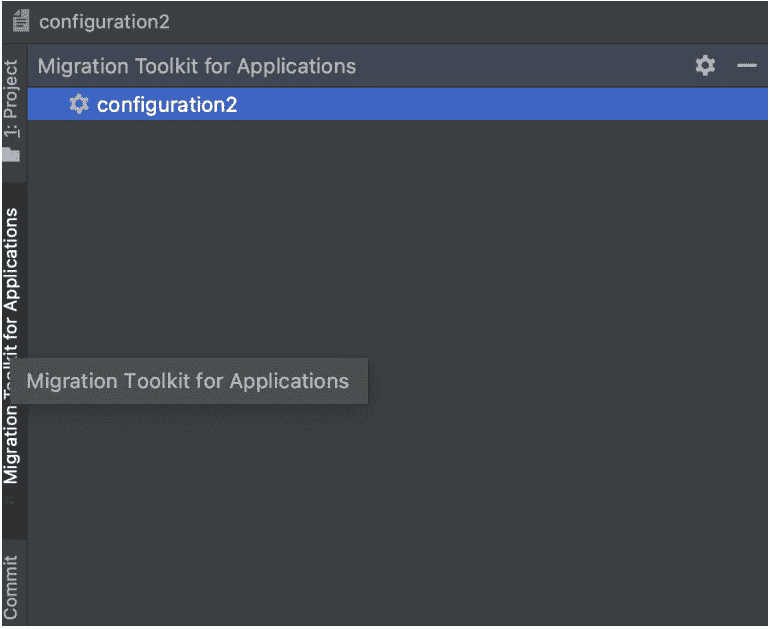 configuration2
Migration Toolkit for Applications
configuration2
1: Project
Migration Toolkit for Applications
Migration Toolkit for Applications
Commit